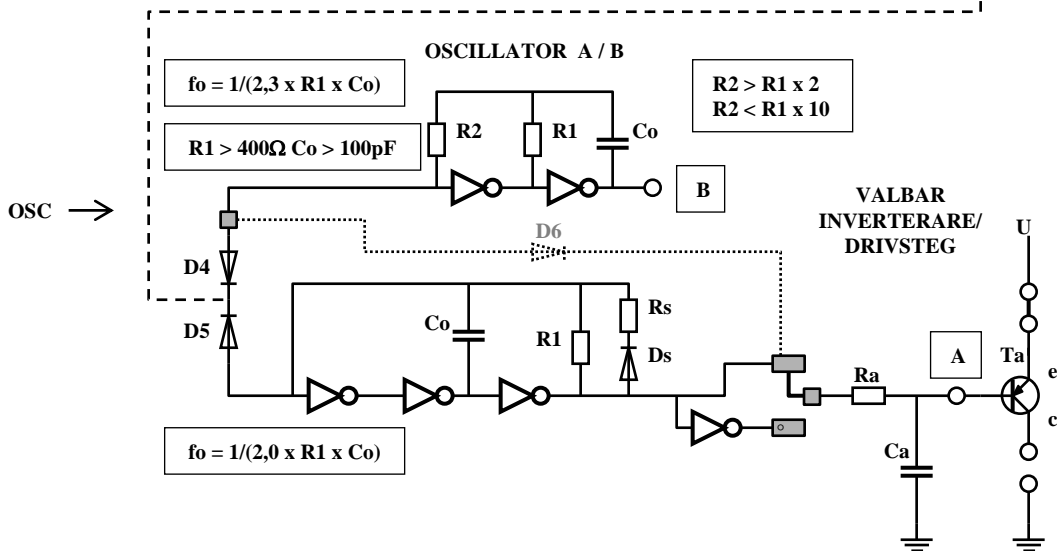 OSCILLATOR A / B
fo = 1/(2,3 x R1 x Co)
R2 > R1 x 2
R2 < R1 x 10
R2
R1
Co
R1 > 400Ω Co > 100pF
B
OSC
VALBAR
INVERTERARE/
DRIVSTEG
U
D6
D4
D5
Co
R1
Rs
Ds
A
Ta
e
Ra
c
fo = 1/(2,0 x R1 x Co)
Ca